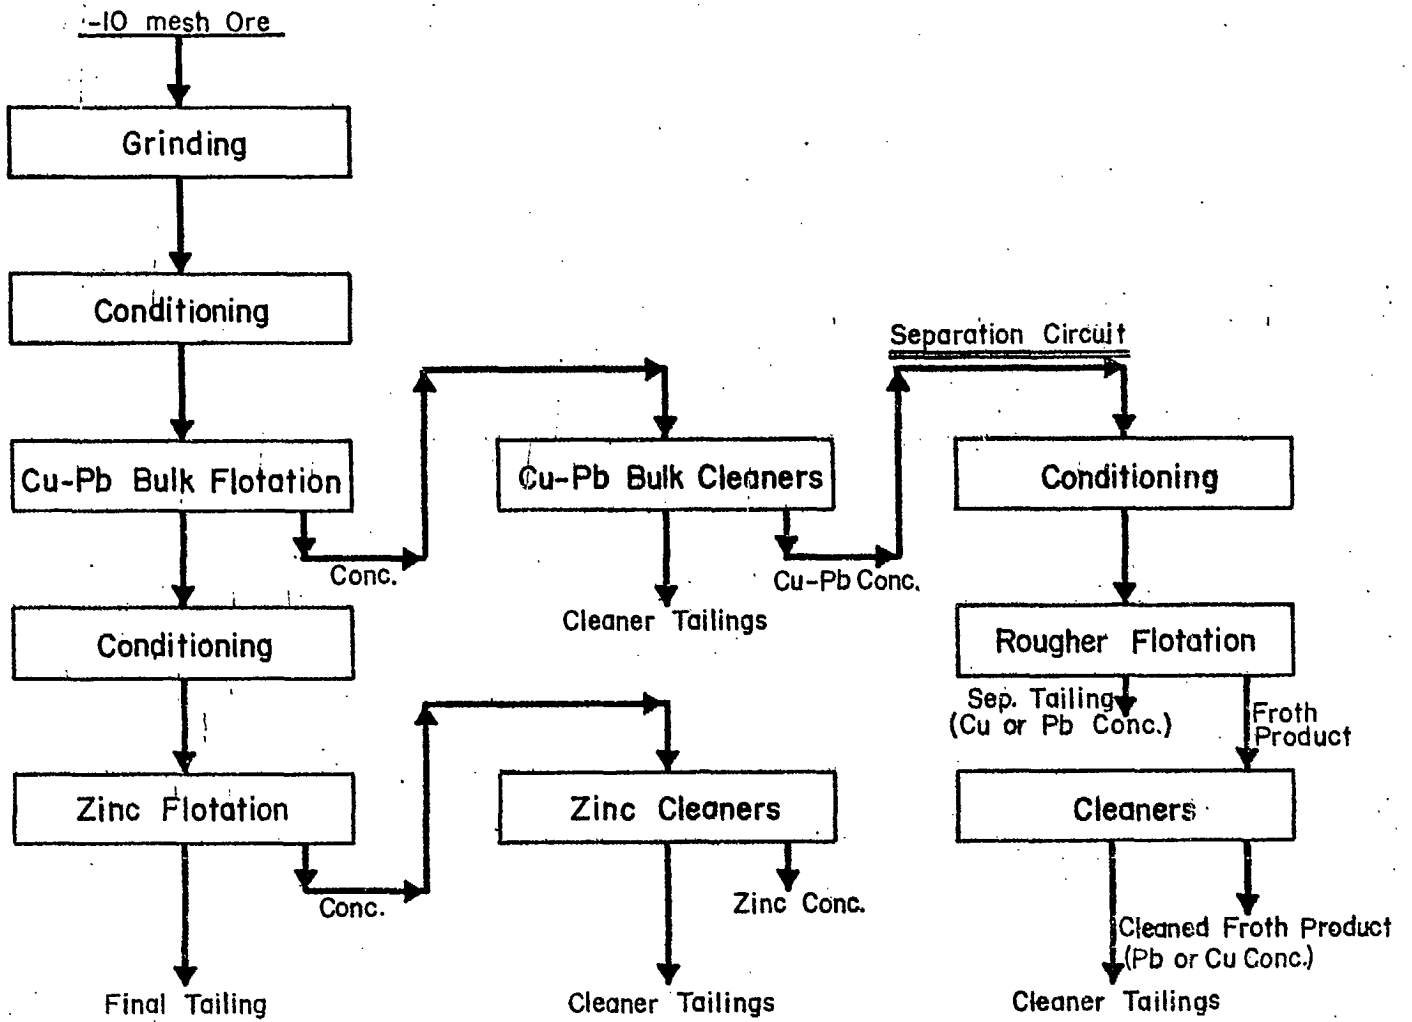 -10 mesh Ore
Grinding
Conditioning
Cu-Pb Bulk Flotation
Conc.
Conditioning
Zinc Flotation
Conc.
Final Tailing
Cu-Pb Bulk Cleaners
Cu-Pb Conc.
Cleaner Tailings
Zinc Cleaners
Zinc Conc.
Cleaner Tailings
Separation Circuit
Conditioning
Rougher Flotation
Sep. Tailing
(Cu or Pb Conc.)
Froth
Product
Cleaners
Cleaned Froth Product
(Pb or Cu Conc.)
Cleaner Tailings